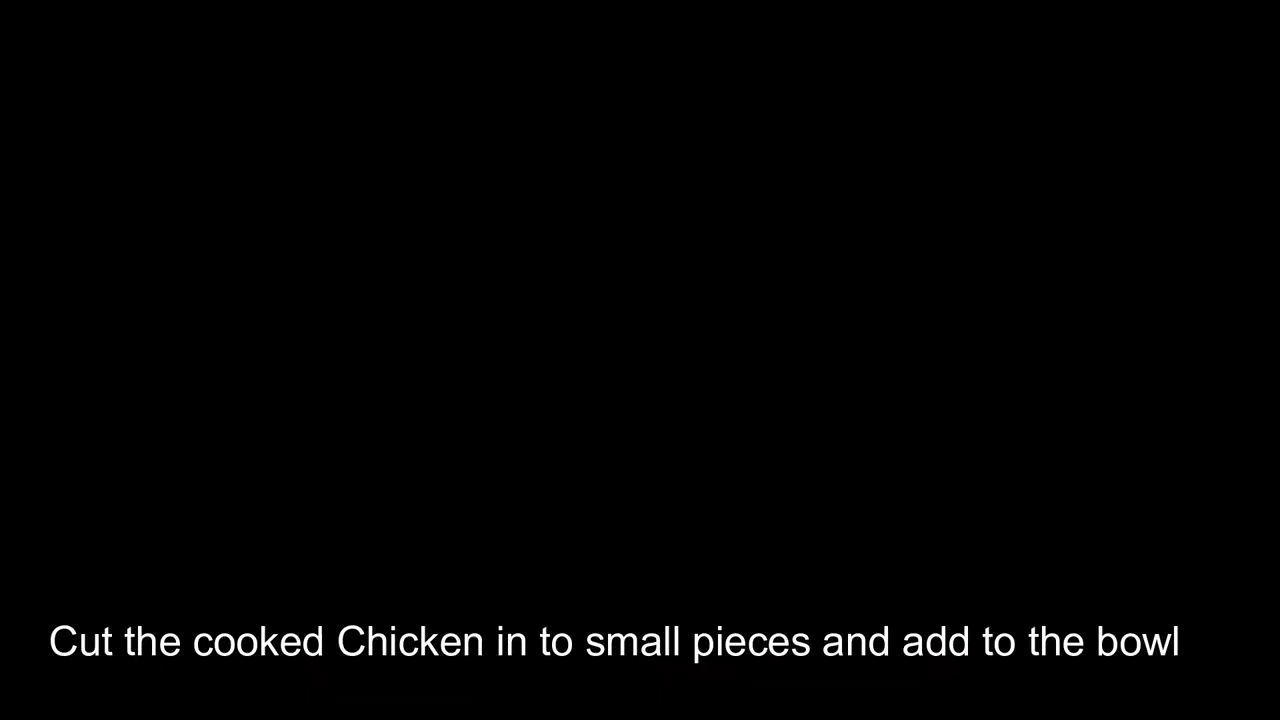 Cut the cooked Chicken in to small pieces and add to the bowl